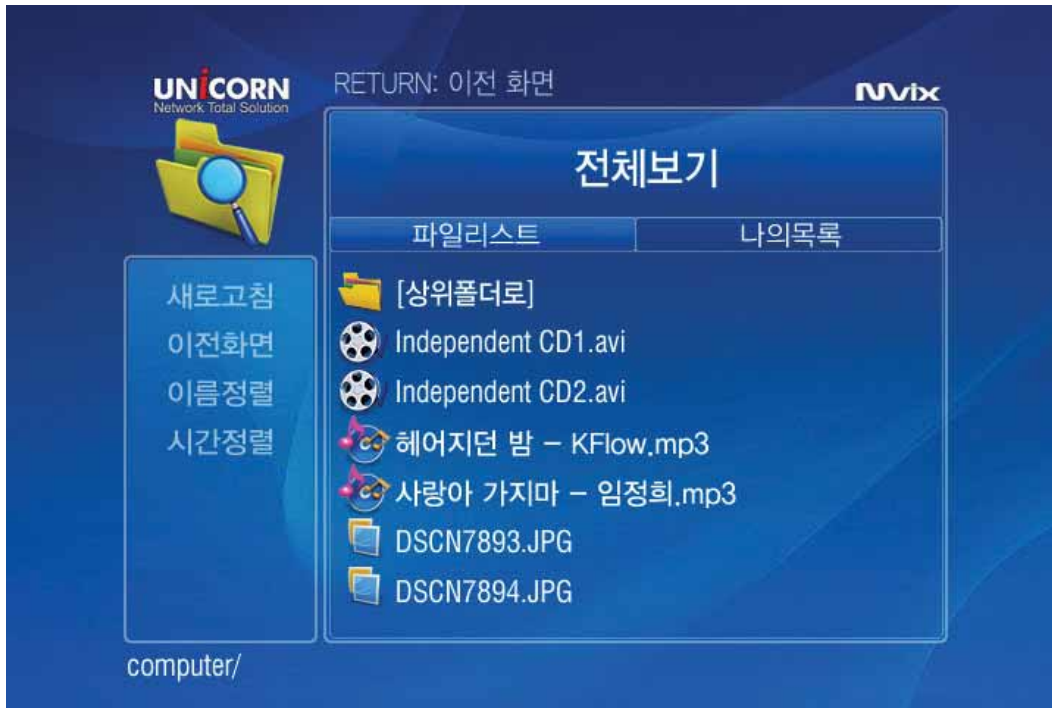 UNiCORN
Network Total Solution
RETURN: 이전 화면
Mvix
전체보기
파일리스트
나의목록
새로고침
이전화면
이름정렬
시간정렬
[상위폴더로]
Independent CD1.avi
Independent CD2.avi
헤어지던 밤 – KFlow.mp3
사랑아 가지마 – 임정희.mp3
DSCN7893.JPG
DSCN7894.JPG
computer/